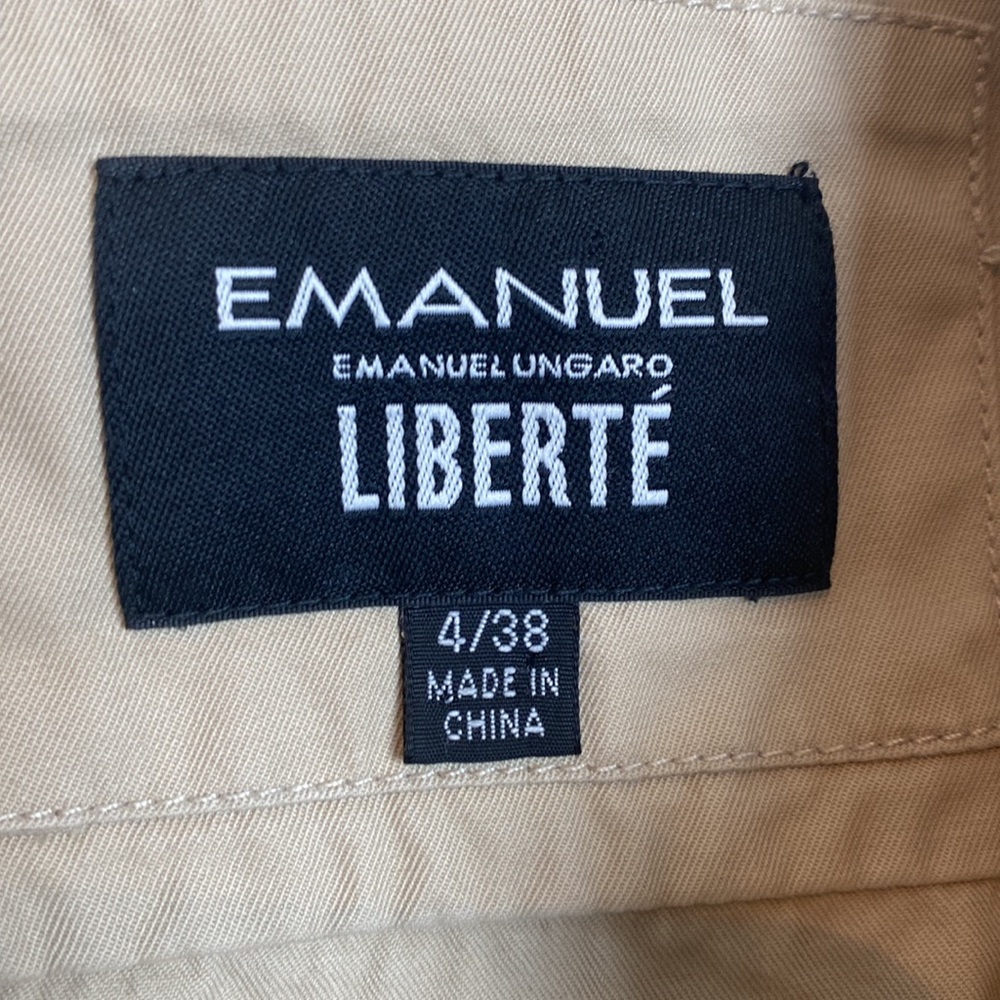 EMANUEL
EMANUEL UNGARO
LIBERTÉ
4/38
MADE IN
CHINA